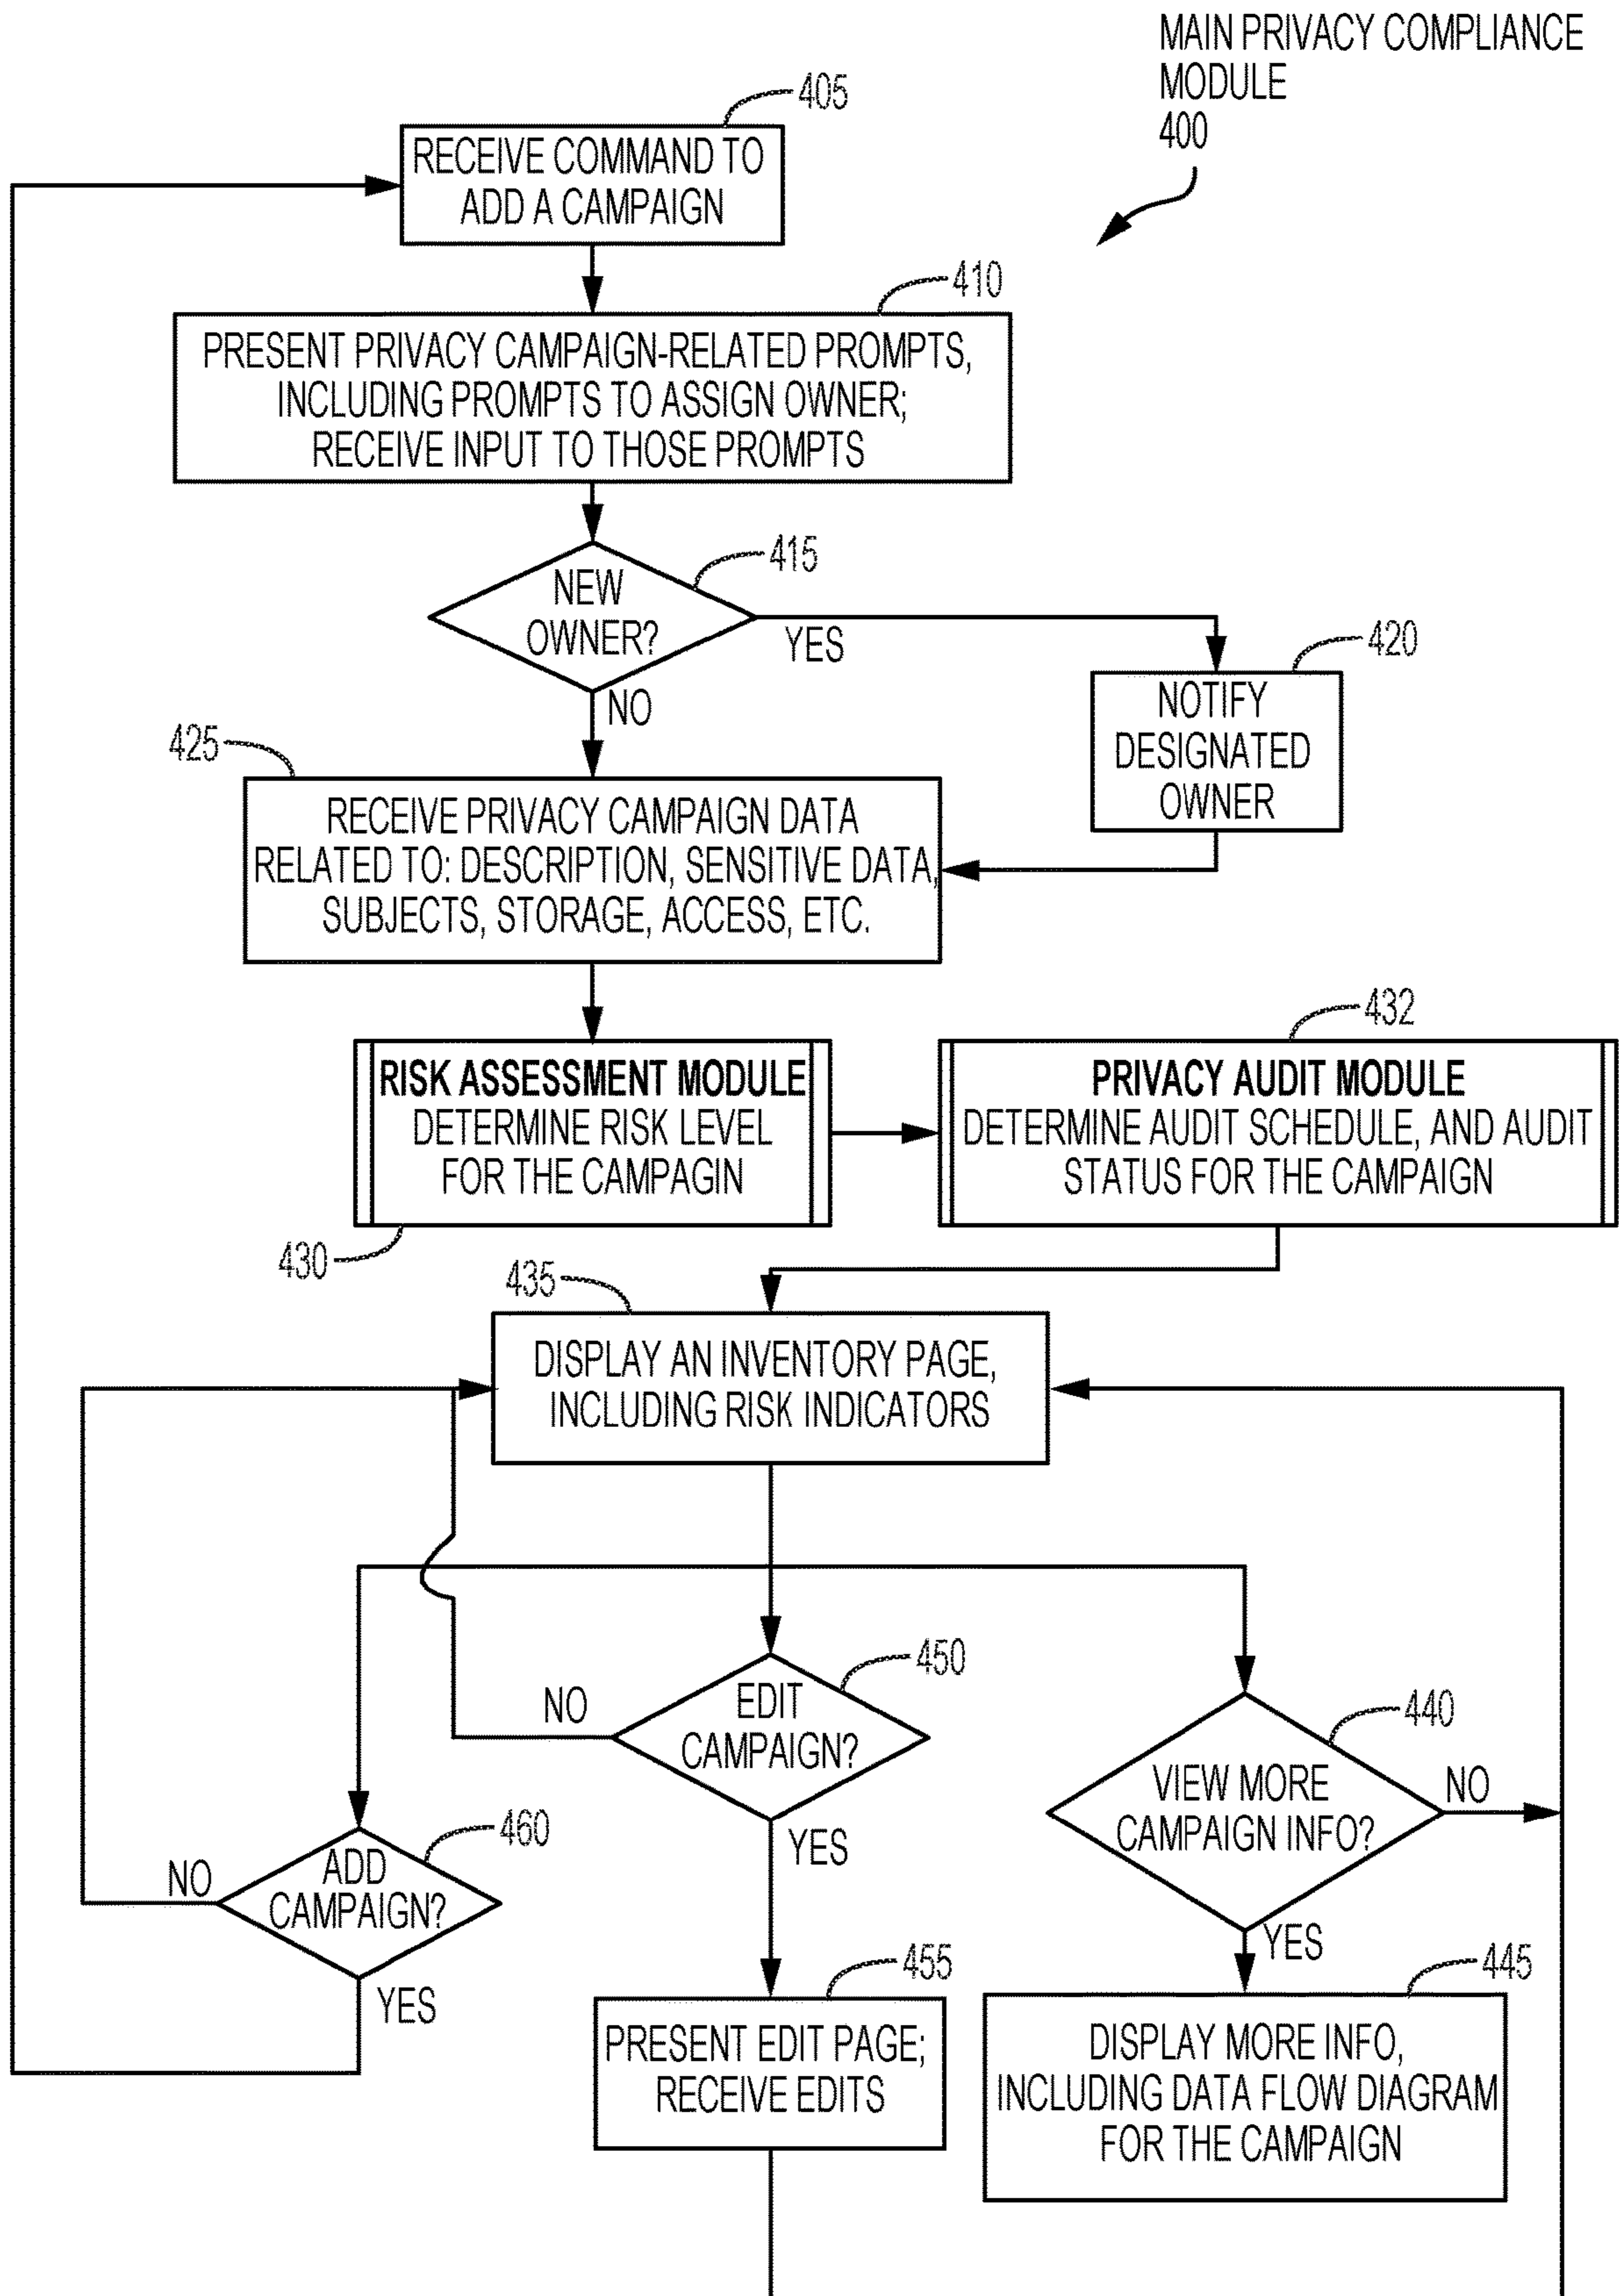 MAIN PRIVACY COMPLIANCE
MODULE
400
405
RECEIVE COMMAND TO
ADD A CAMPAIGN
410
PRESENT PRIVACY CAMPAIGN-RELATED PROMPTS,
INCLUDING PROMPTS TO ASSIGN OWNER;
RECEIVE INPUT TO THOSE PROMPTS
415
NEW
OWNER?
YES
NO
420
NOTIFY
DESIGNATED
OWNER
425
RECEIVE PRIVACY CAMPAIGN DATA
RELATED TO: DESCRIPTION, SENSITIVE DATA,
SUBJECTS, STORAGE, ACCESS, ETC.
RISK ASSESSMENT MODULE
DETERMINE RISK LEVEL
FOR THE CAMPAGIN
430
432
PRIVACY AUDIT MODULE
DETERMINE AUDIT SCHEDULE, AND AUDIT
STATUS FOR THE CAMPAIGN
435
DISPLAY AN INVENTORY PAGE,
INCLUDING RISK INDICATORS
450
EDIT
CAMPAIGN?
NO
YES
440
VIEW MORE
CAMPAIGN INFO?
NO
YES
460
ADD
CAMPAIGN?
NO
YES
455
PRESENT EDIT PAGE;
RECEIVE EDITS
445
DISPLAY MORE INFO,
INCLUDING DATA FLOW DIAGRAM
FOR THE CAMPAIGN